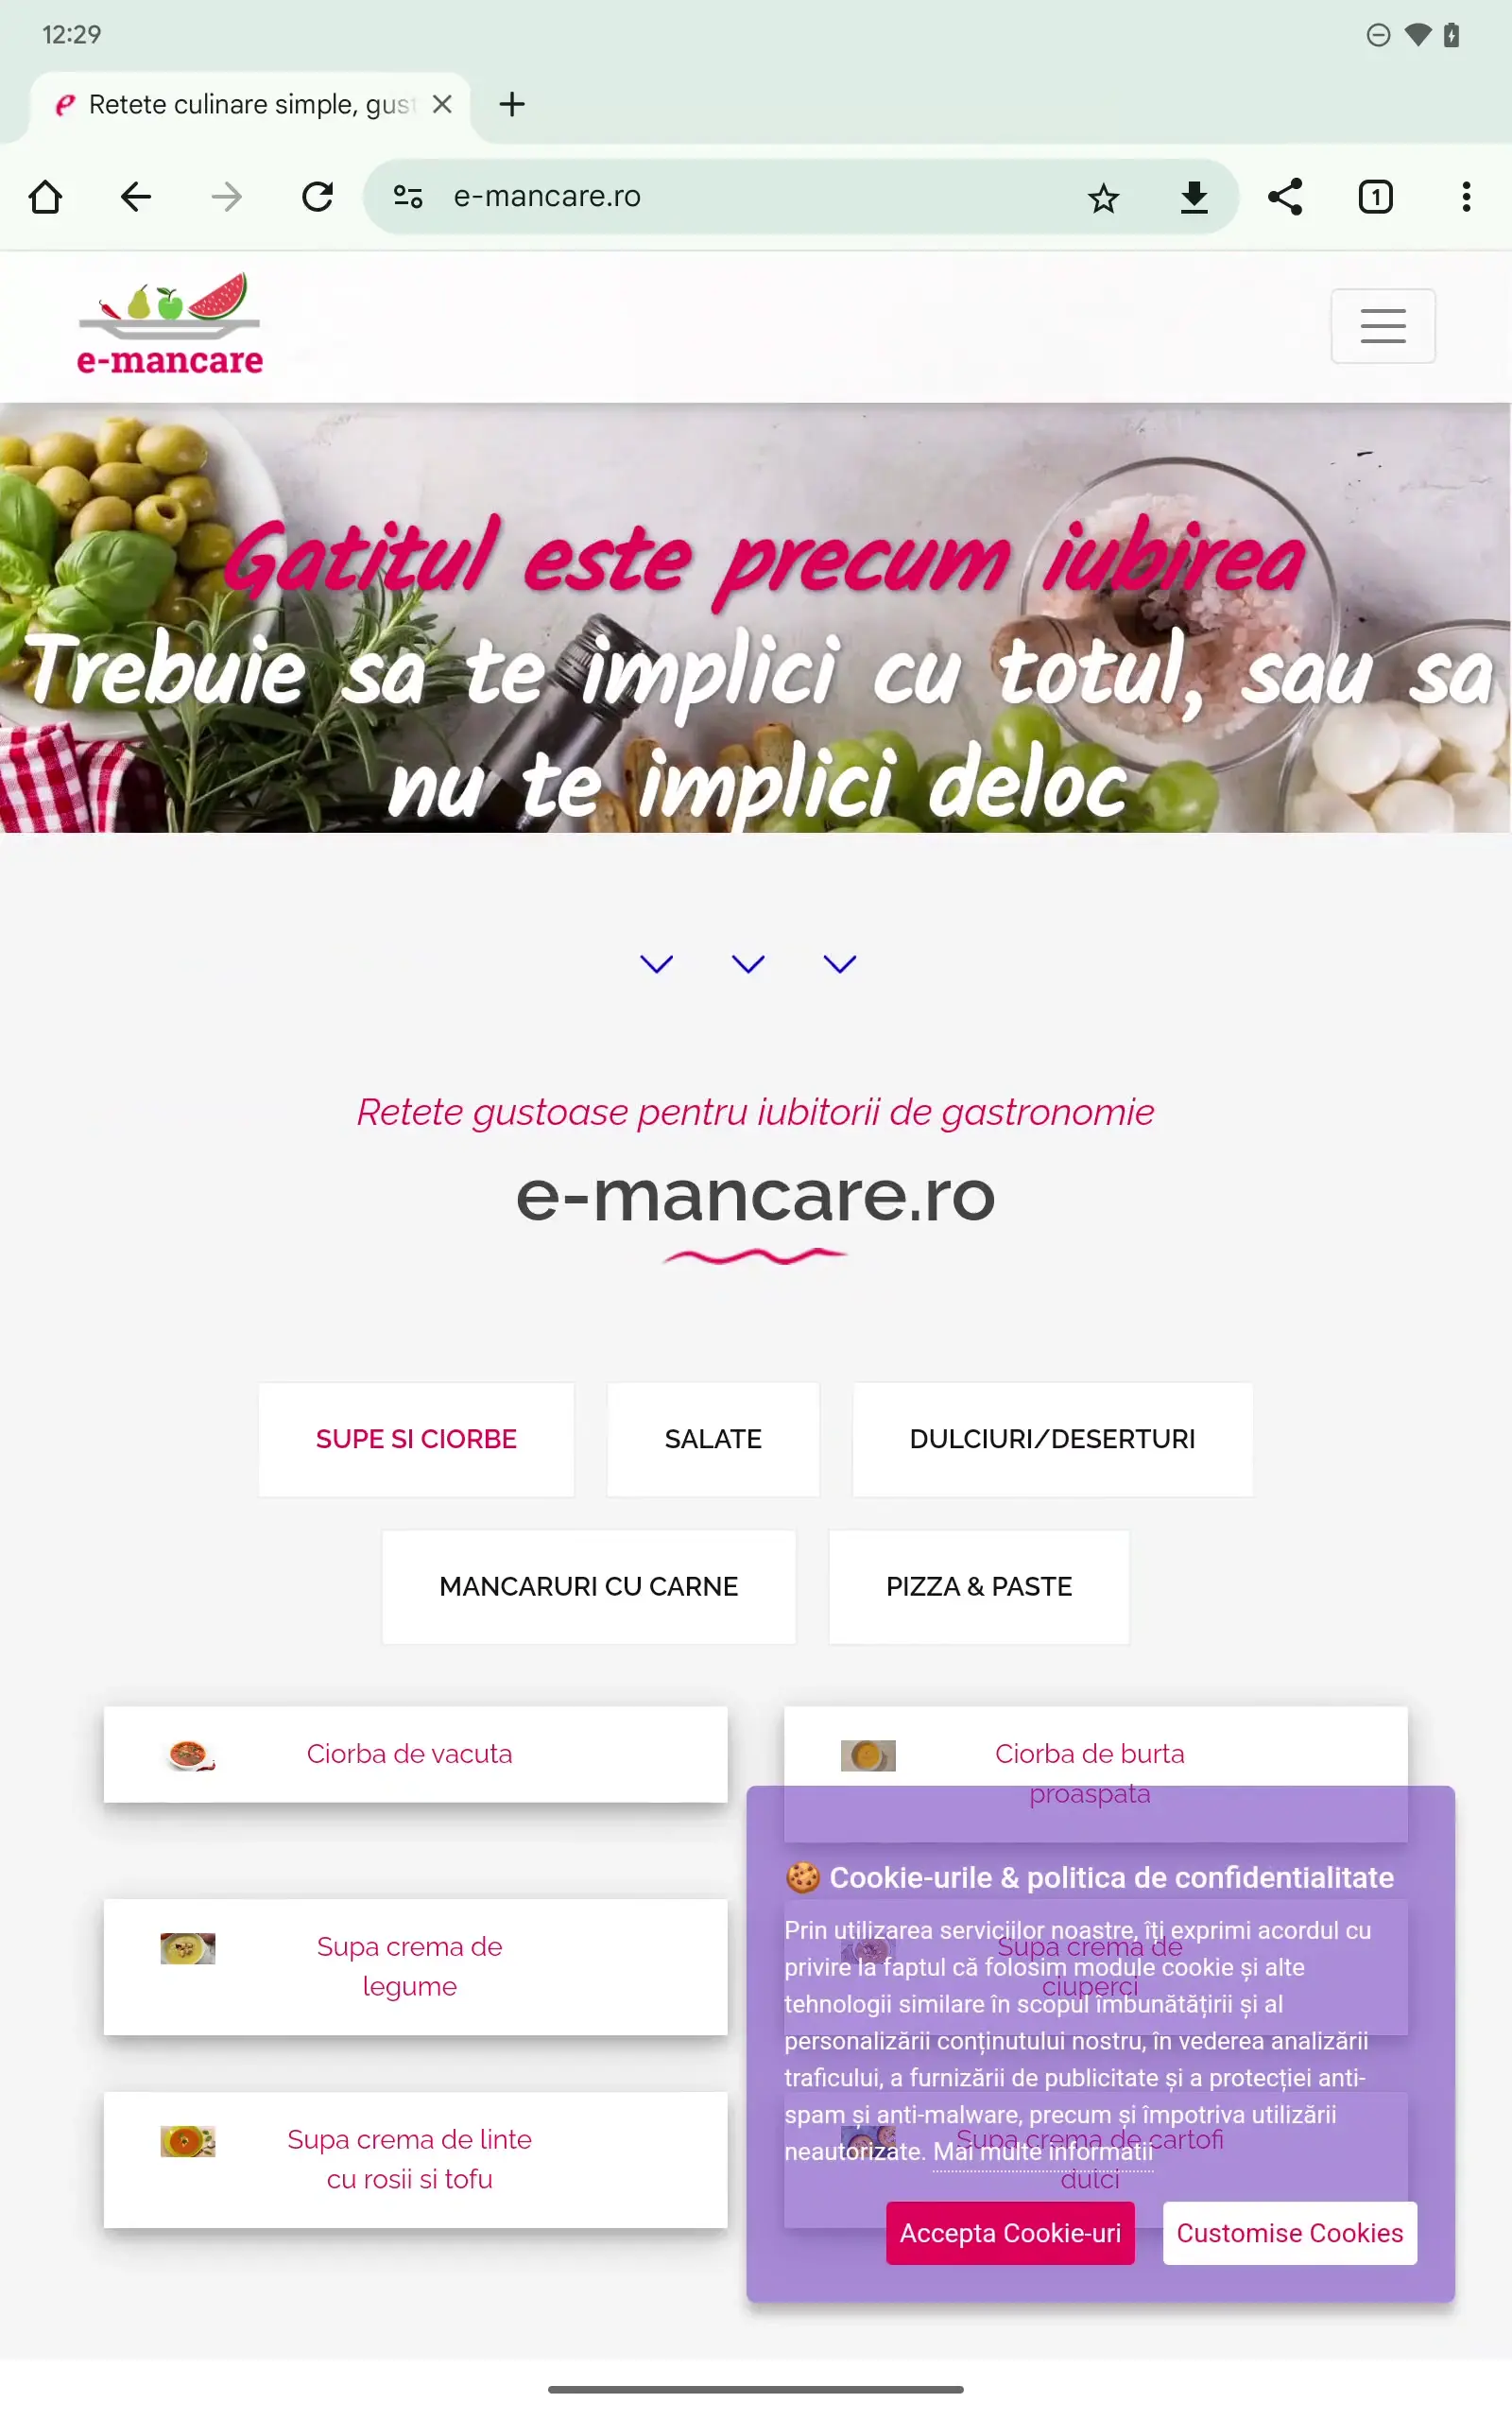 12:29
Retete culinare simple, gust
e-mancare.ro
1
e-mancare
Gatitul este precum iubirea
Trebuie sa te implici cu totul, sau sa
nu te implici deloc
Retete gustoase pentru iubitorii de gastronomie
e-mancare.ro
SUPE SI CIORBE
SALATE
DULCIURI/DESERTURI
MANCARURI CU CARNE
PIZZA & PASTE
Ciorba de vacuta
Ciorba de burta
proaspata
Supa crema de
legume
Supa crema de
ciuperci
Supa crema de linte
cu rosii si tofu
Supa crema de cartofi
dulci
Cookie-urile & politica de confidentialitate
Prin utilizarea serviciilor noastre, îți exprimi acordul cu
privire la faptul că folosim module cookie și alte
tehnologii similare în scopul îmbunătățirii și al
personalizării conținutului nostru, în vederea analizării
traficului, a furnizării de publicitate și a protecției anti-
spam și anti-malware, precum și împotriva utilizării
neautorizate. Mai multe informatii
Accepta Cookie-uri
Customise Cookies